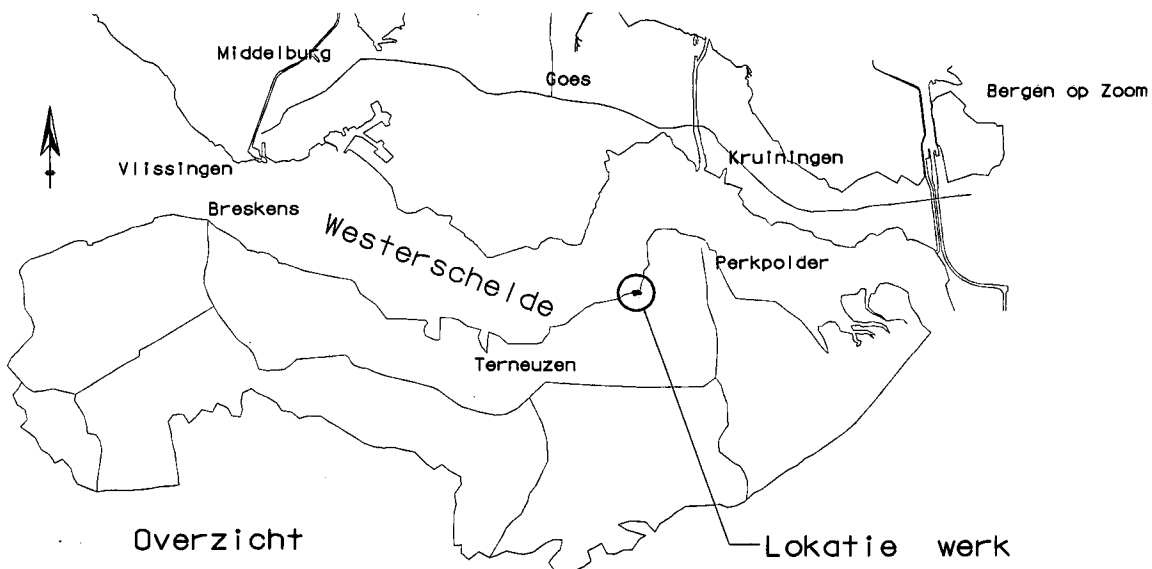 Middelburg
Goes
Bergen op Zoom
Vlissingen
Kruiningen
Breskens
Westerschelde
Perkpolder
Terneuzen
Overzicht
Lokatie werk